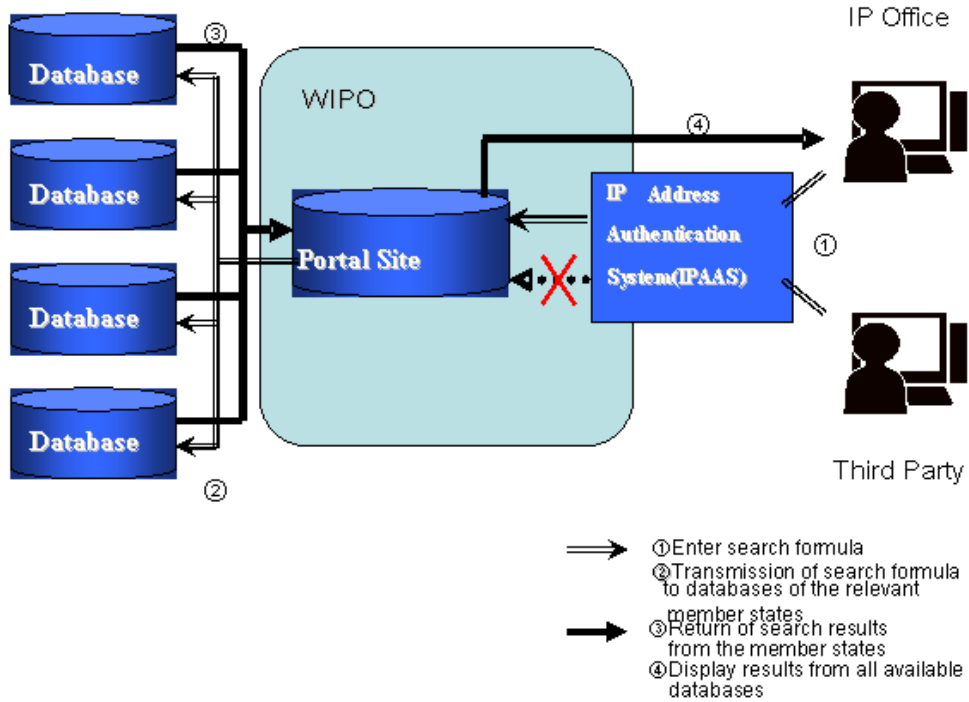 ③
IP Office
Database
WIPO
④
Database
IP Address
Authentication
System(IPAAS)
①
Portal Site
Database
Database
②
Third Party
①Enter search formula
②Transmission of search formula
to databases of the relevant
member states
③Return of search results
from the member states
④Display results from all available
databases